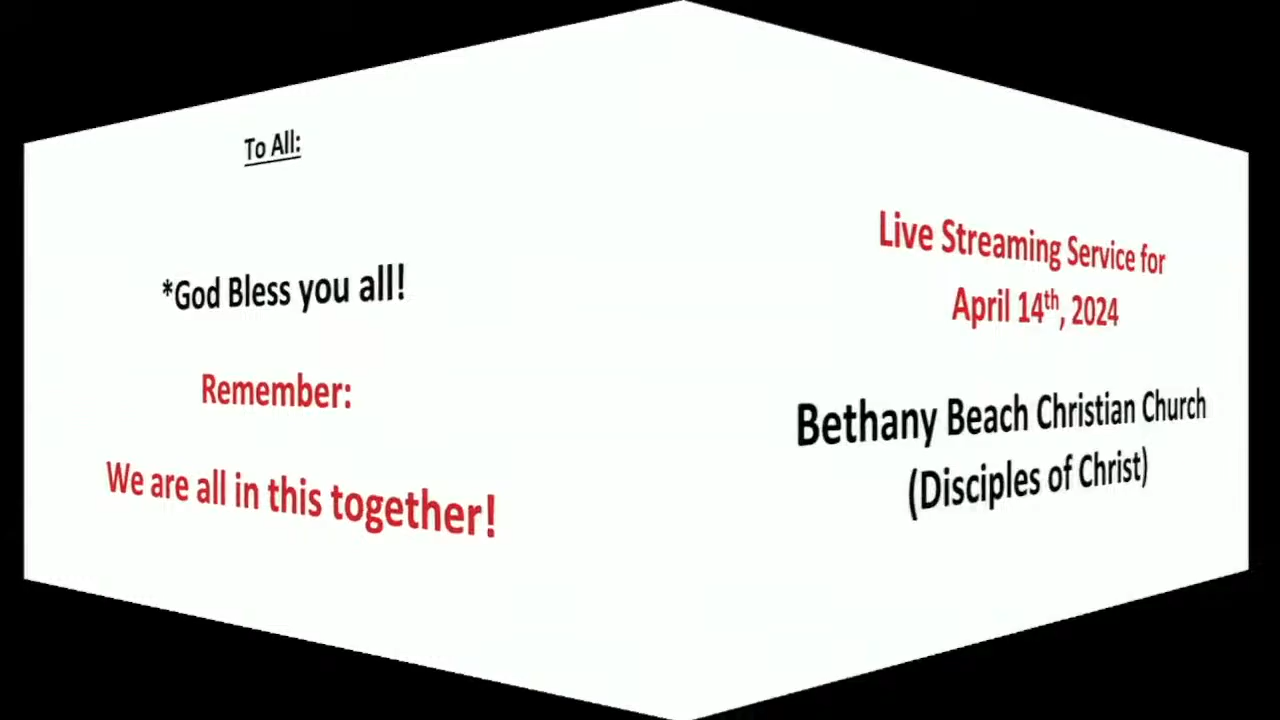 To All:
*God Bless you all!
Remember:
We are all in this together!
Live Streaming Service for
April 14th, 2024
Bethany Beach Christian Church
(Disciples of Christ)